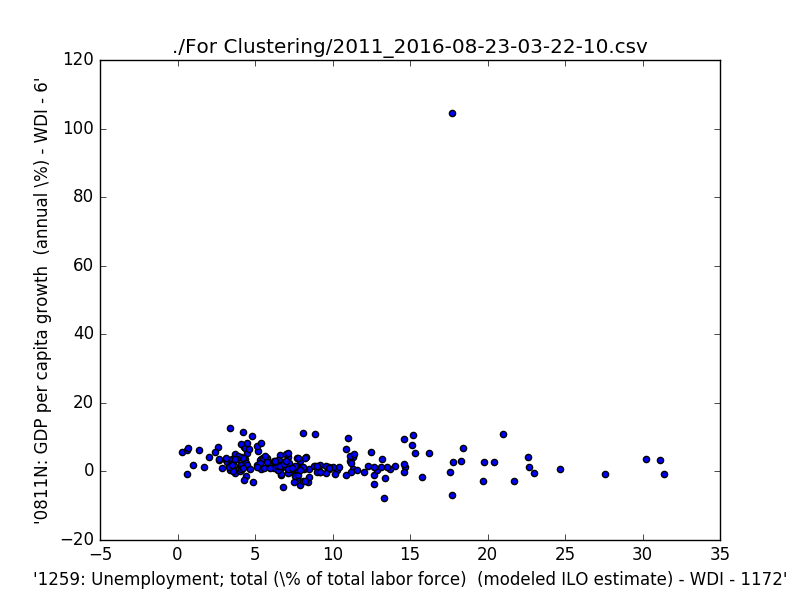 ./For Clustering/2011_2016-08-23-03-22-10.csv
'0811N: GDP per capita growth  (annual \%) - WDI - 6'
120
100
80
60
40
20
0
−20
−5 0 5 10 15 20 25 30 35
'1259: Unemployment; total (\% of total labor force)  (modeled ILO estimate) - WDI - 1172'